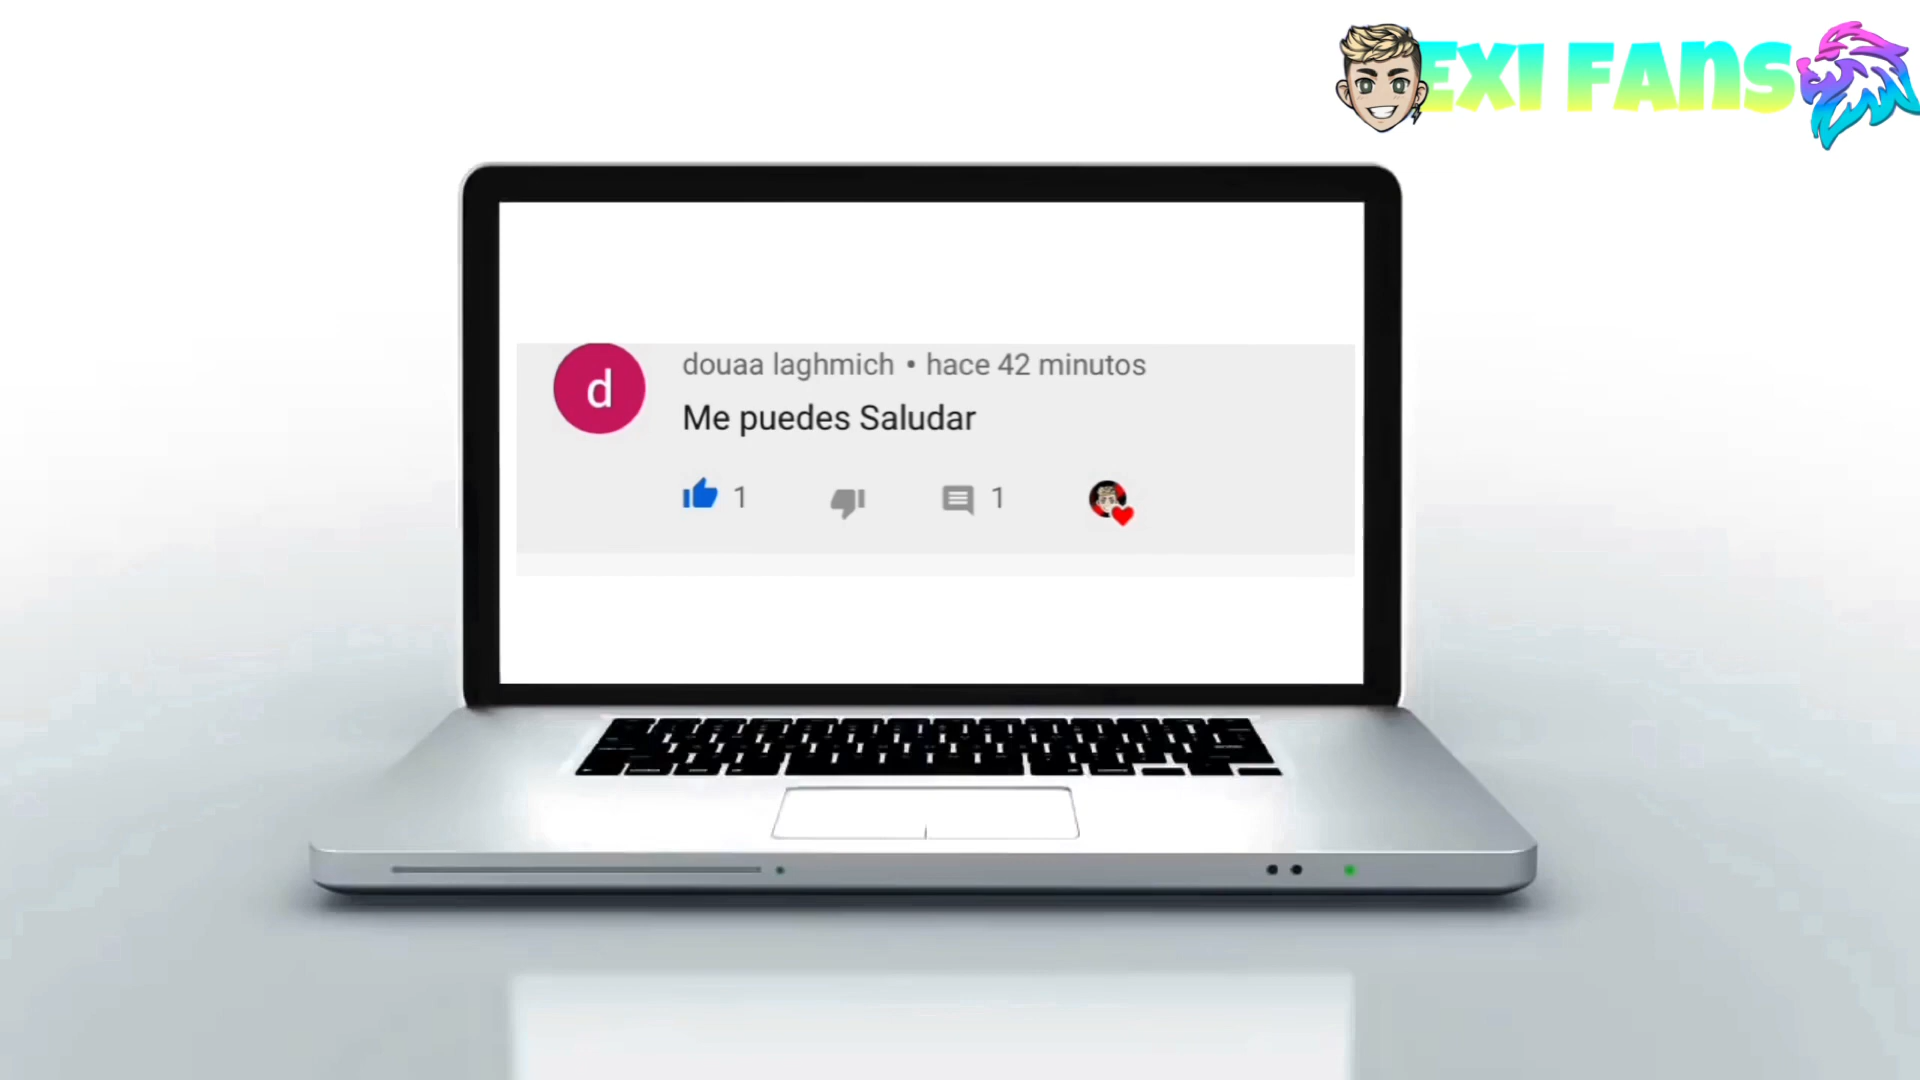 EXI FANS
d
douaa laghmich • hace 42 minutos
Me puedes Saludar
1 1